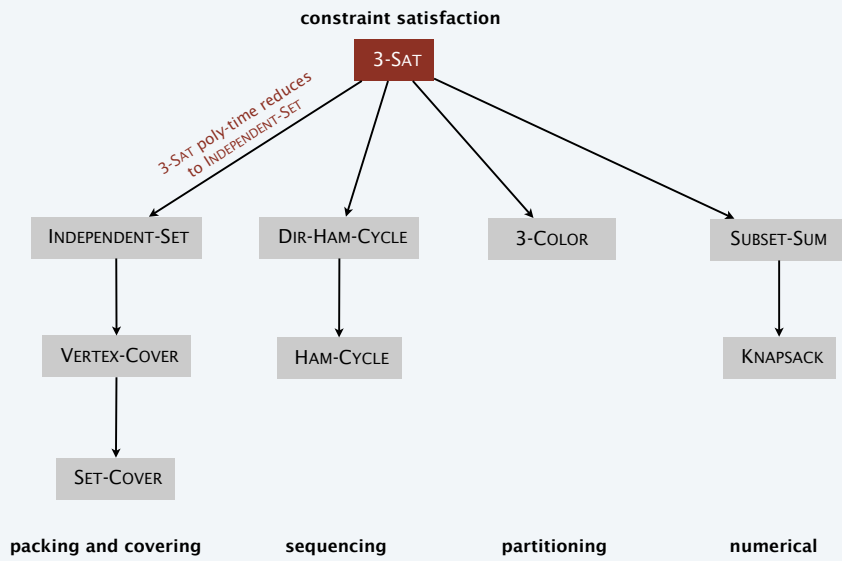 constraint satisfaction
3-SAT
3-SAT poly-time reduces
to INDEPENDENT-SET
INDEPENDENT-SET
DIR-HAM-CYCLE
3-COLOR
SUBSET-SUM
VERTEX-COVER
HAM-CYCLE
KNAPSACK
SET-COVER
packing and covering
sequencing
partitioning
numerical